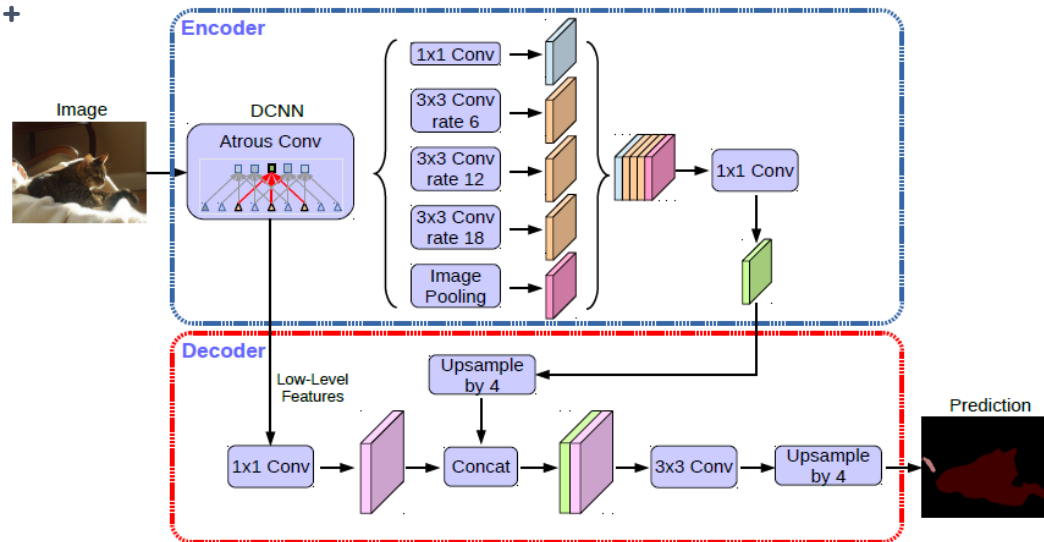 Encoder
Image
DCNN
Atrous Conv
1x1 Conv
3x3 Conv
rate 6
3x3 Conv
rate 12
3x3 Conv
rate 18
Image
Pooling
1x1 Conv
Decoder
Low-Level
Features
Upsample
by 4
1x1 Conv
Concat
3x3 Conv
Upsample
by 4
Prediction